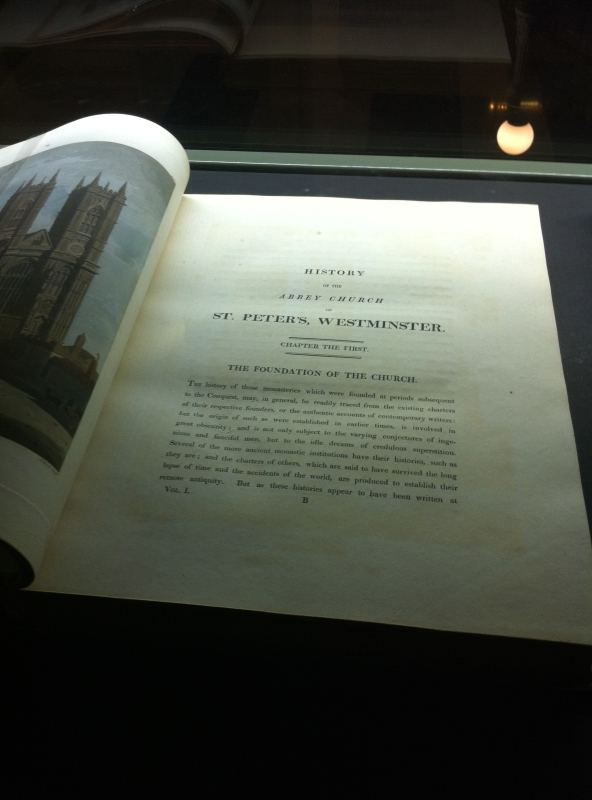 HISTORY
OF THE
ABBEY CHURCH
OF
ST. PETER'S, WESTMINSTER.
CHAPTER THE FIRST.
THE FOUNDATION OF THE CHURCH.
THE history of those monasteries which were founded at periods subsequent
to the Conquest, may, in general, be readily traced from the existing charters
of their respective founders, or the authentic accounts of contemporary writers:
but the origin of such as were established in earlier times, is involved in
great obscurity; and is not only subject to the varying conjectures of inge-
nious and fanciful men, but to the idle dreams of credulous superstition.
Several of the more ancient monastic institutions have their histories, such as
they are; and the charters of others, which are said to have survived the long
lapse of time and the accidents of the world, are produced to establish their
remote antiquity. But as these histories appear to have been written at
VOL. I.
B